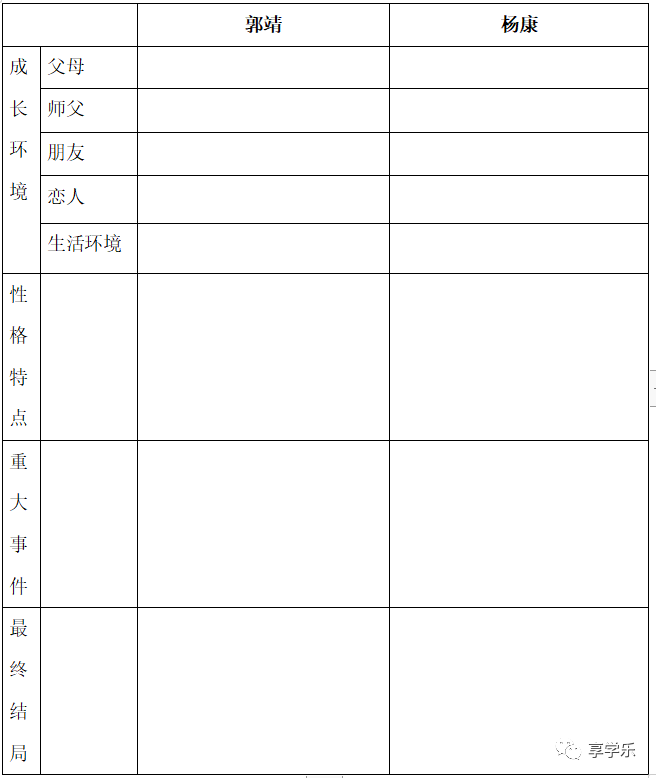 郭靖 杨康
成长环境
父母
师父
朋友
恋人
生活环境
性格特点
重大事件
最终结局
享学乐